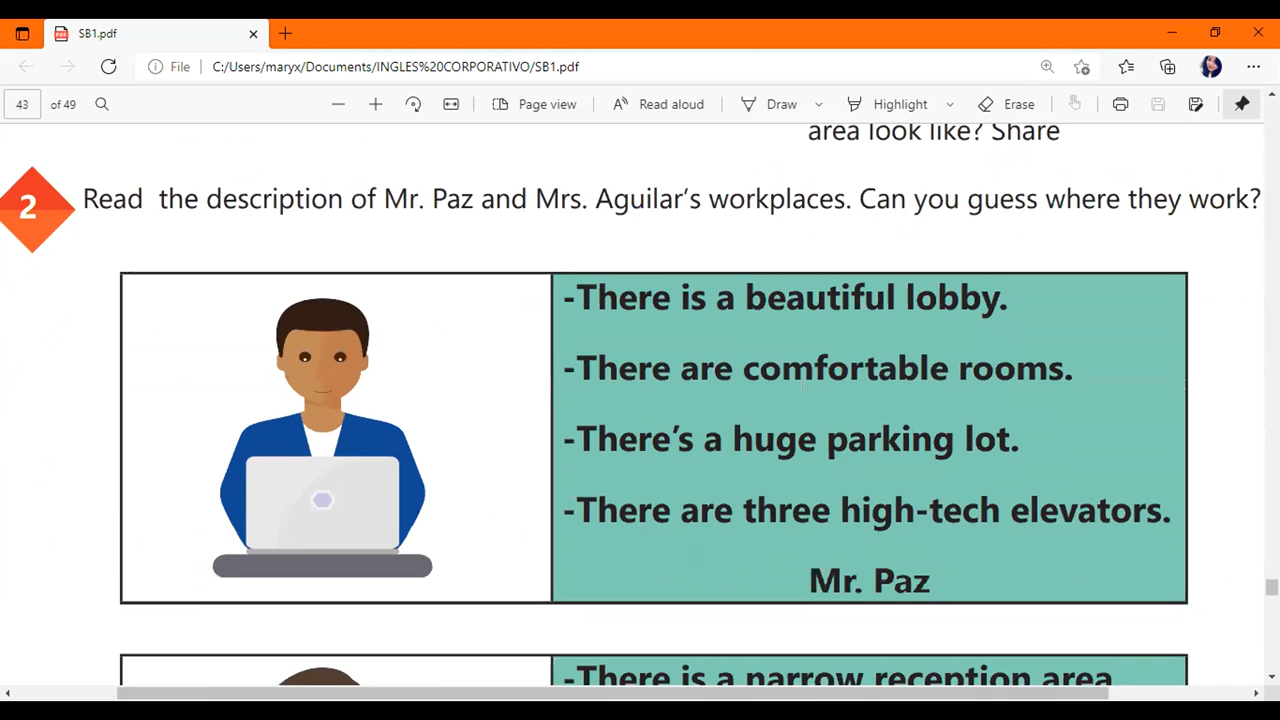 SB1.pdf
File
C:/Users/maryx/Documents/INGLES%20CORPORATIVO/SB1.pdf
43 of 49
Page view
Read aloud
Draw
Highlight
Erase
area look like? Share
2
Read the description of Mr. Paz and Mrs. Aguilar’s workplaces. Can you guess where they work?
-There is a beautiful lobby.
-There are comfortable rooms.
-There’s a huge parking lot.
-There are three high-tech elevators.
Mr. Paz
-There is a narrow reception area